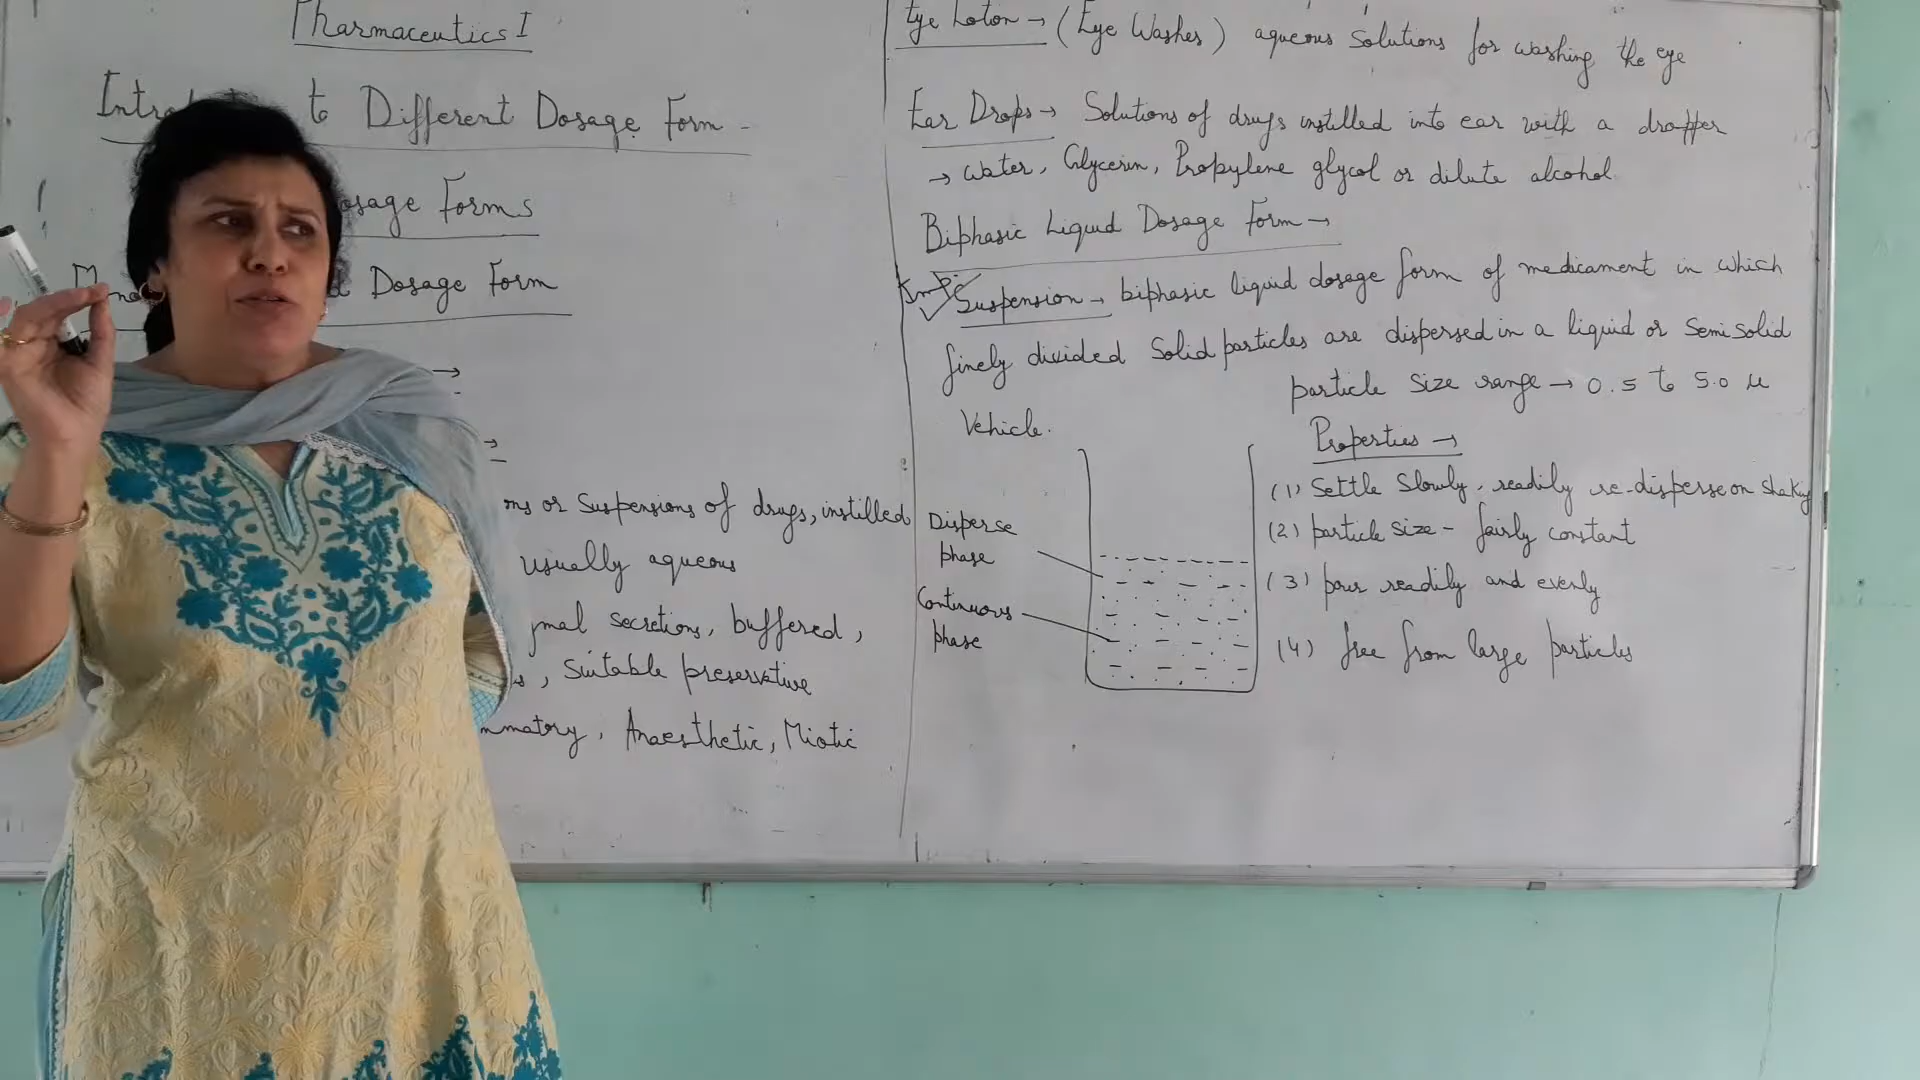 Pharmaceutics I
to Different Dosage Form -
Dosage Forms
Dosage Form
→
→
or Suspensions of drugs, instilled
usually aqueous
secretions, buffered,
, Suitable preservative
, Anaesthetic, Miotic
Eye Loton → (Eye Washes) aqueous Solutions for washing the eye
Ear Drops → Solutions of drugs instilled into ear with a dropper
→ Water, Glycerin, Propylene glycol or dilute alcohol
Biphasic Liquid Dosage Form →
Suspension → biphasic liquid dosage form of medicament in which
finely divided Solid particles are dispersed in a liquid or Semi Solid
Vehicle.
particle Size range → 0.5 to 5.0 µ
Properties →
(1) Settle Slowly, readily re-disperse on Shaking
(2) particle size - fairly constant
(3) pour readily and evenly
(4) free from large particles
Disperse
phase
Continuous
phase